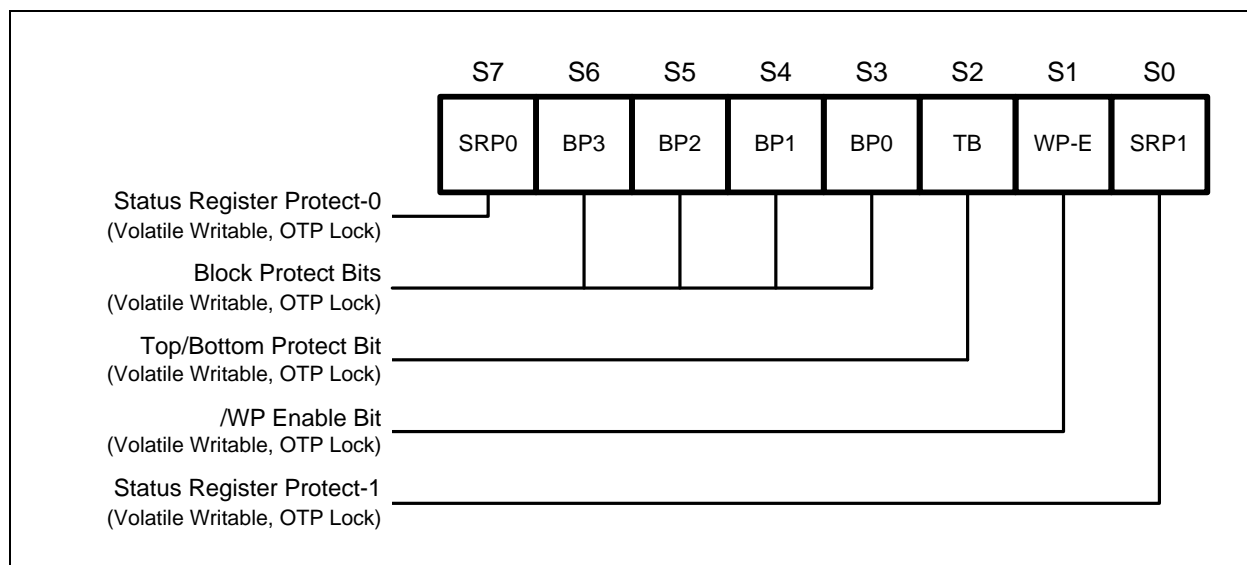 S7 S6 S5 S4 S3 S2 S1 S0
SRP0 BP3 BP2 BP1 BP0 TB WP-E SRP1
Status Register Protect-0
(Volatile Writable, OTP Lock)
Block Protect Bits
(Volatile Writable, OTP Lock)
Top/Bottom Protect Bit
(Volatile Writable, OTP Lock)
/WP Enable Bit
(Volatile Writable, OTP Lock)
Status Register Protect-1
(Volatile Writable, OTP Lock)